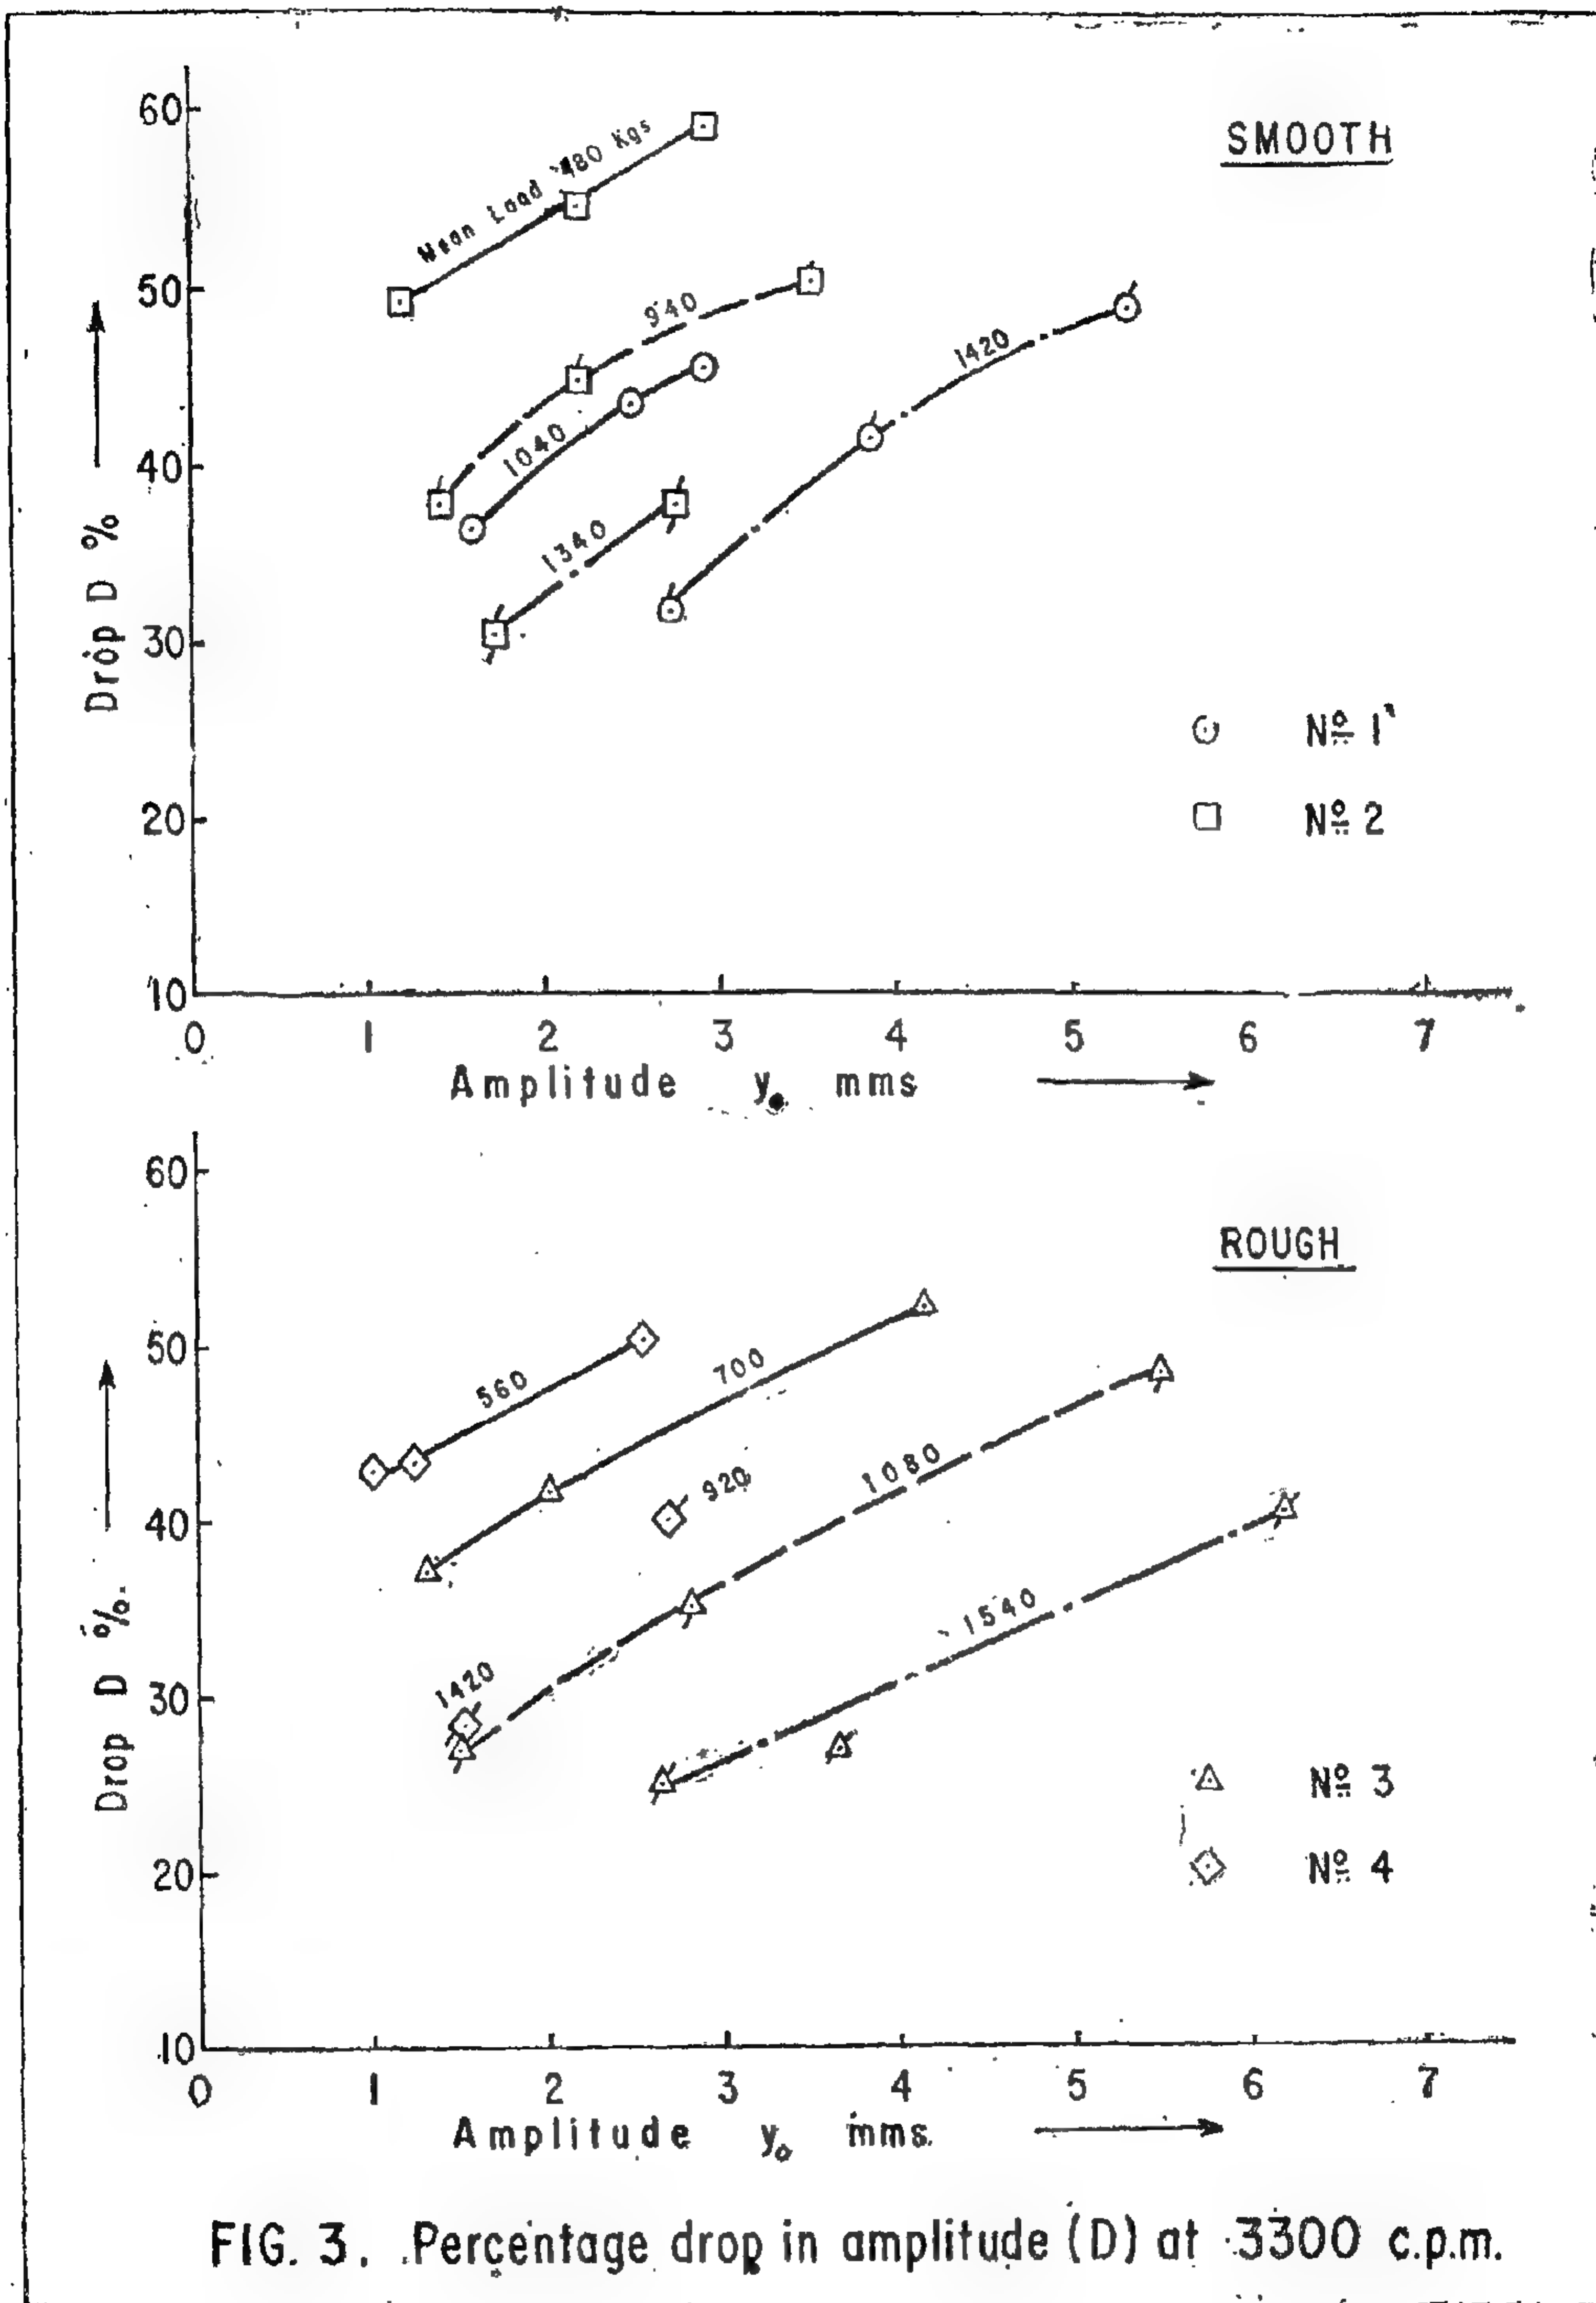 SMOOTH
60
Mean Load 480 Kgs
50
940
1420
40
1040
1340
30
Drop D %
Nº 1
20
Nº 2
10
0 1 2 3 4 5 6 7
Amplitude y₀ mms
60
ROUGH
50
700
560
1080
920
40
1540
30
1420
Drop D %.
Nº 3
20
Nº 4
10
0 1 2 3 4 5 6 7
Amplitude y₀ mms.
FIG. 3. Percentage drop in amplitude (D) at 3300 c.p.m.